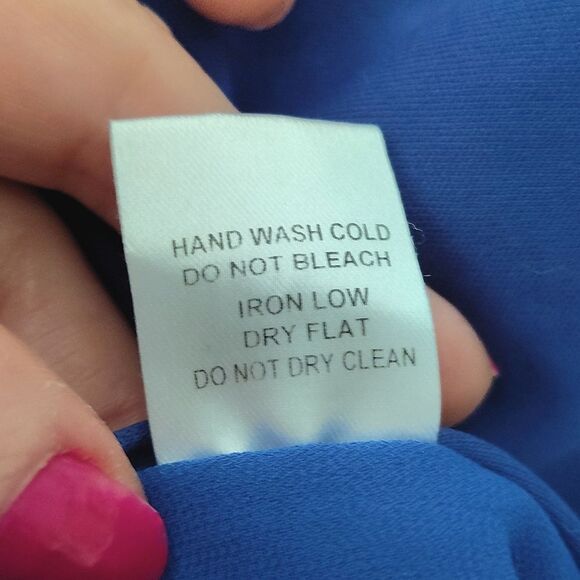 HAND WASH COLD
DO NOT BLEACH
IRON LOW
DRY FLAT
DO NOT DRY CLEAN